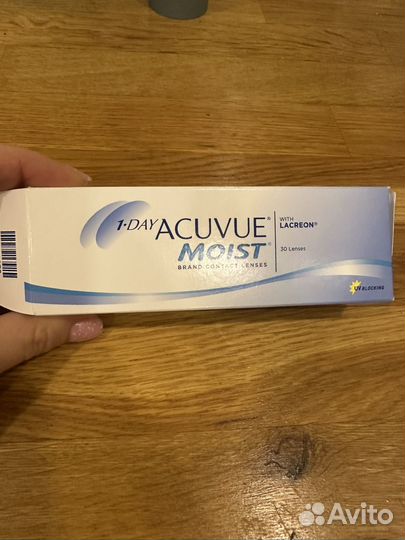 1·DAY ACUVUE®
MOIST®
BRAND CONTACT LENSES
WITH
LACREON®
30 Lenses
UV BLOCKING
Avito